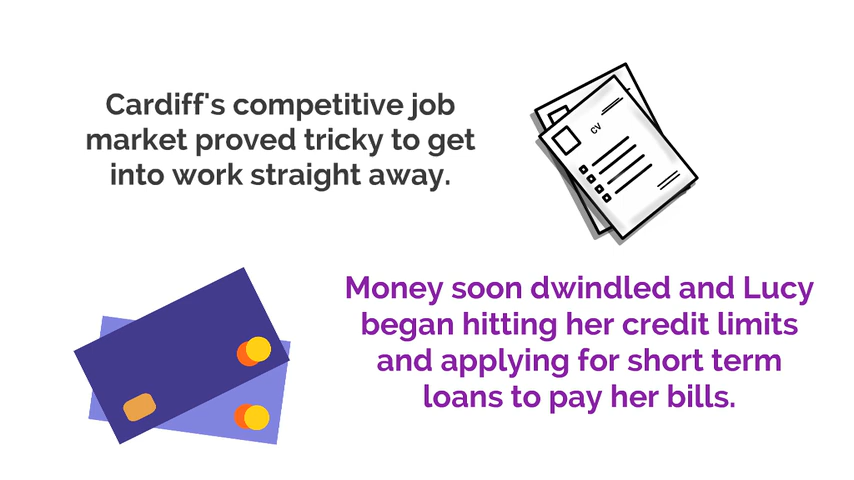 Cardiff's competitive job
market proved tricky to get
into work straight away.
CV
Money soon dwindled and Lucy
began hitting her credit limits
and applying for short term
loans to pay her bills.